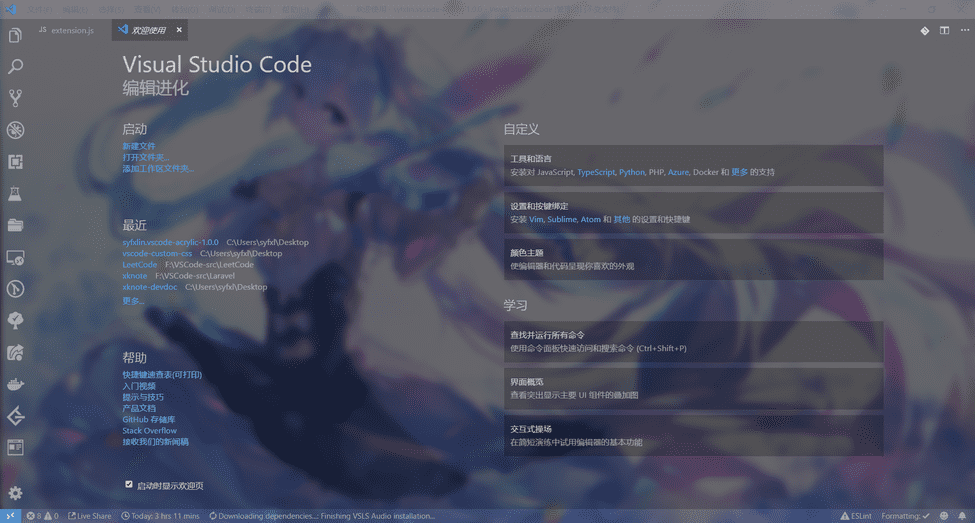 JS extension.js
欢迎使用
Visual Studio Code
编辑进化
启动
新建文件
打开文件夹...
添加工作区文件夹...
最近
syfxlin.vscode-acrylic-1.0.0 C:\Users\syfxl\Desktop
vscode-custom-css C:\Users\syfxl\Desktop
LeetCode F:\VSCode-src\LeetCode
xknote F:\VSCode-src\Laravel
xknote-devdoc C:\Users\syfxl\Desktop
更多...
帮助
快捷键速查表(可打印)
入门视频
提示与技巧
产品文档
GitHub 存储库
Stack Overflow
接收我们的新闻稿
启动时显示欢迎页
自定义
工具和语言
安装对 JavaScript, TypeScript, Python, PHP, Azure, Docker 和 更多 的支持
设置和按键绑定
安装 Vim, Sublime, Atom 和 其他 的设置和快捷键
颜色主题
使编辑器和代码呈现你喜欢的外观
学习
查找并运行所有命令
使用命令面板快速访问和搜索命令 (Ctrl+Shift+P)
界面概览
查看突出显示主要 UI 组件的叠加图
交互式操场
在简短演练中试用编辑器的基本功能
8 0 Live Share Today: 3 hrs 11 mins Downloading dependencies...: Finishing VSLS Audio installation... ESLint Formatting: ✓